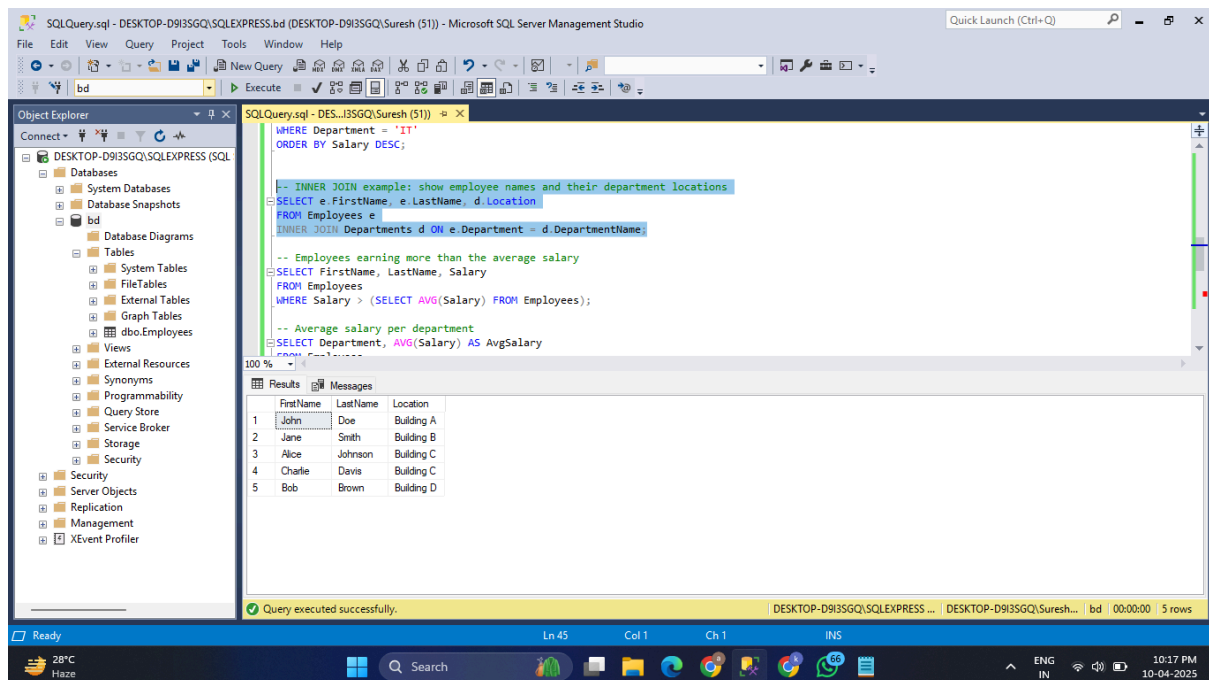 SQLQuery.sql - DESKTOP-D9I3SGQ\SQLEXPRESS.bd (DESKTOP-D9I3SGQ\Suresh (51)) - Microsoft SQL Server Management Studio
Quick Launch (Ctrl+Q)
File Edit View Query Project Tools Window Help
New Query
bd
Execute
Object Explorer
Connect
DESKTOP-D9I3SGQ\SQLEXPRESS (SQL
Databases
System Databases
Database Snapshots
bd
Database Diagrams
Tables
System Tables
FileTables
External Tables
Graph Tables
dbo.Employees
Views
External Resources
Synonyms
Programmability
Query Store
Service Broker
Storage
Security
Security
Server Objects
Replication
Management
XEvent Profiler
SQLQuery.sql - DES...I3SGQ\Suresh (51))
WHERE Department = 'IT'
ORDER BY Salary DESC;
-- INNER JOIN example: show employee names and their department locations
SELECT e.FirstName, e.LastName, d.Location
FROM Employees e
INNER JOIN Departments d ON e.Department = d.DepartmentName;
-- Employees earning more than the average salary
SELECT FirstName, LastName, Salary
FROM Employees
WHERE Salary > (SELECT AVG(Salary) FROM Employees);
-- Average salary per department
SELECT Department, AVG(Salary) AS AvgSalary
FROM Employees
100 %
Results Messages
FirstName LastName Location
1 John Doe Building A
2 Jane Smith Building B
3 Alice Johnson Building C
4 Charlie Davis Building C
5 Bob Brown Building D
Query executed successfully.
DESKTOP-D9I3SGQ\SQLEXPRESS ... DESKTOP-D9I3SGQ\Suresh... bd 00:00:00 5 rows
Ready Ln 45 Col 1 Ch 1 INS
28°C
Haze
Search
66
ENG
IN
10:17 PM
10-04-2025